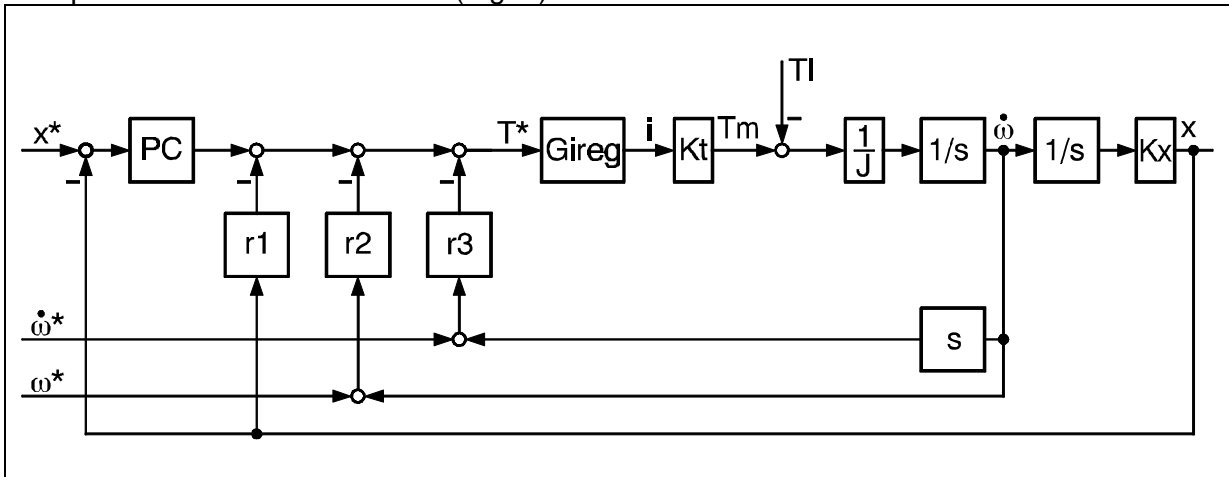 Tl
x* PC T* Gireg i Kt Tm 1/J 1/s ω̇ 1/s Kx x
r1 r2 r3
ω̇* s
ω*